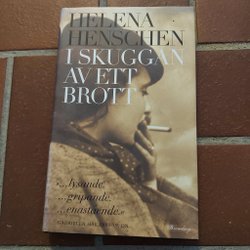 HELENA
HENSCHEN
I SKUGGAN
AV ETT
BROTT
"...lysande,
...gripande,
...enastående."